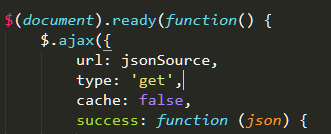 $(document).ready(function() {
$.ajax({
url: jsonSource,
type: 'get',
cache: false,
success: function (json) {